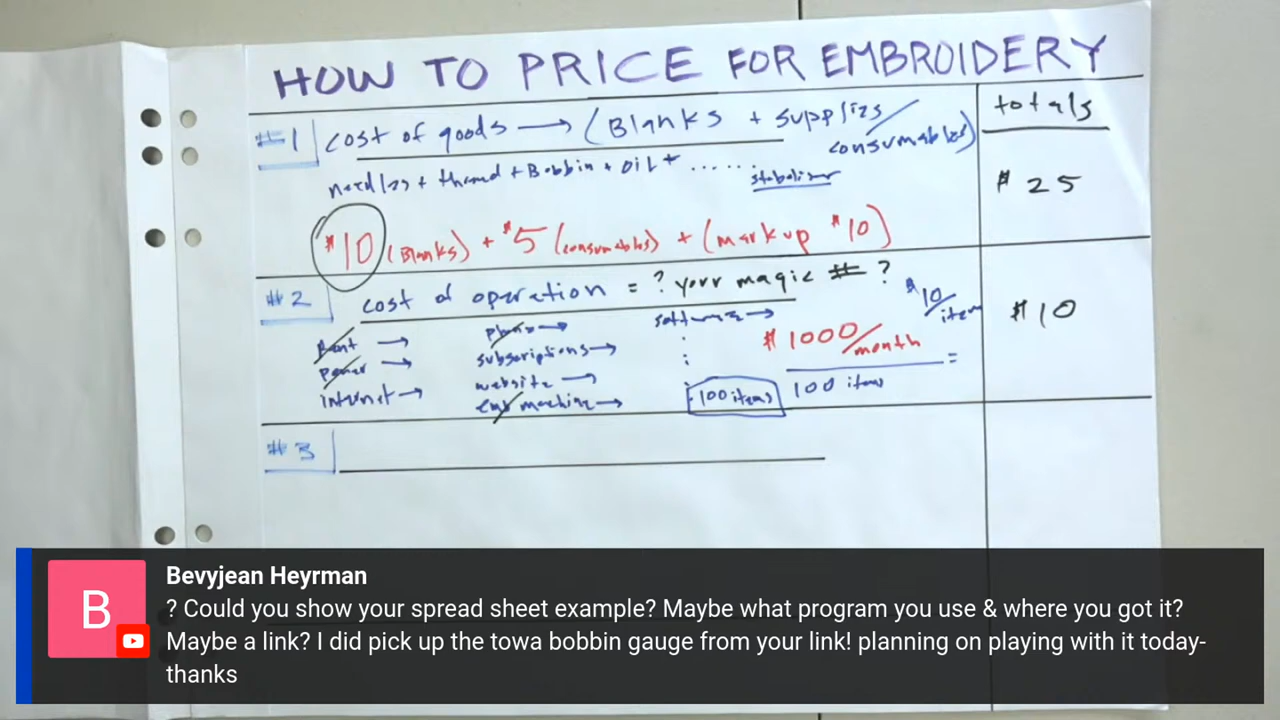 HOW TO PRICE FOR EMBROIDERY
totals
#1 cost of goods → (Blanks + supplies/consumables)
needles + thread + Bobbin + oil + ......
stabalizer
$ 25
$10 (Blanks) + $5 (consumables) + (markup $10)
#2 cost of operation = ? your magic # ?
$10/item
$10
Rent → phone → software →
Power → subscriptions →
$1000/month =
internet → website →
100 items
emb machine →
100 items
#3
B
Bevyjean Heyrman
? Could you show your spread sheet example? Maybe what program you use & where you got it?
Maybe a link? I did pick up the towa bobbin gauge from your link! planning on playing with it today-
thanks